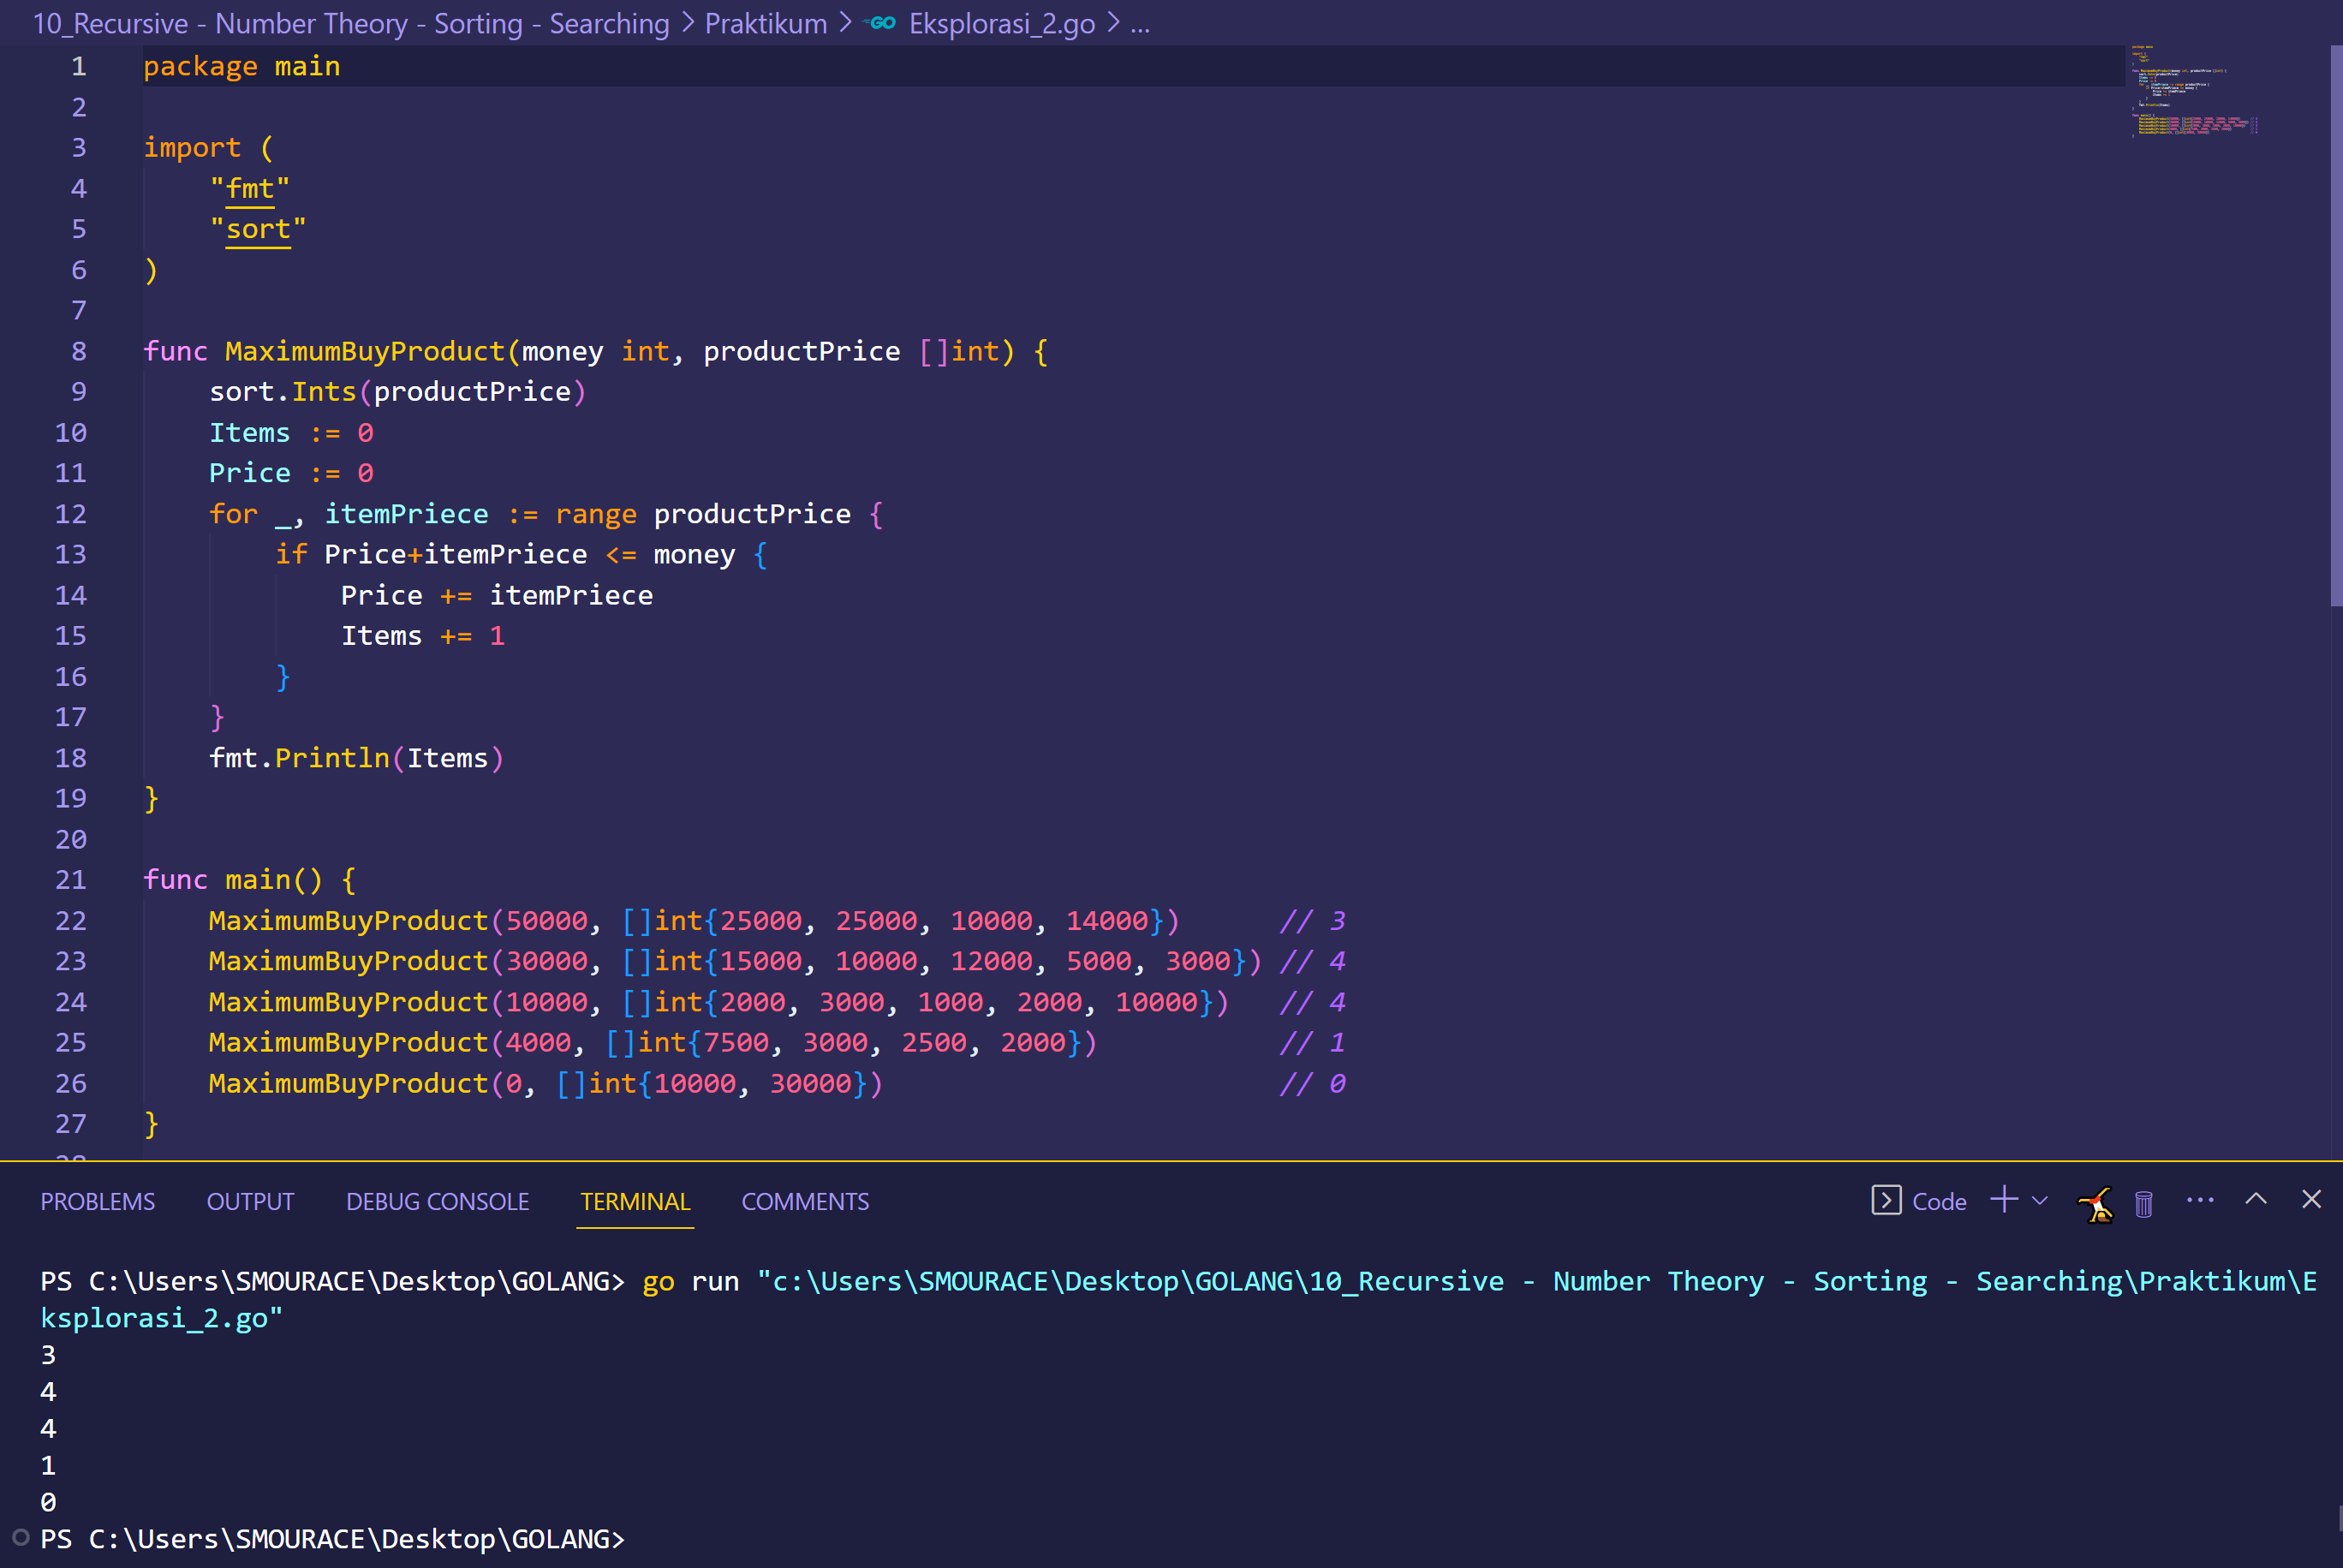 10_Recursive - Number Theory - Sorting - Searching > Praktikum > GO Eksplorasi_2.go > ...
1 package main
2
3 import (
4     "fmt"
5     "sort"
6 )
7
8 func MaximumBuyProduct(money int, productPrice []int) {
9     sort.Ints(productPrice)
10     Items := 0
11     Price := 0
12     for _, itemPriece := range productPrice {
13         if Price+itemPriece <= money {
14             Price += itemPriece
15             Items += 1
16         }
17     }
18     fmt.Println(Items)
19 }
20
21 func main() {
22     MaximumBuyProduct(50000, []int{25000, 25000, 10000, 14000})      // 3
23     MaximumBuyProduct(30000, []int{15000, 10000, 12000, 5000, 3000}) // 4
24     MaximumBuyProduct(10000, []int{2000, 3000, 1000, 2000, 10000})   // 4
25     MaximumBuyProduct(4000, []int{7500, 3000, 2500, 2000})           // 1
26     MaximumBuyProduct(0, []int{10000, 30000})                        // 0
27 }
PROBLEMS OUTPUT DEBUG CONSOLE TERMINAL COMMENTS Code
PS C:\Users\SMOURACE\Desktop\GOLANG> go run "c:\Users\SMOURACE\Desktop\GOLANG\10_Recursive - Number Theory - Sorting - Searching\Praktikum\E
ksplorasi_2.go"
3
4
4
1
0
PS C:\Users\SMOURACE\Desktop\GOLANG>